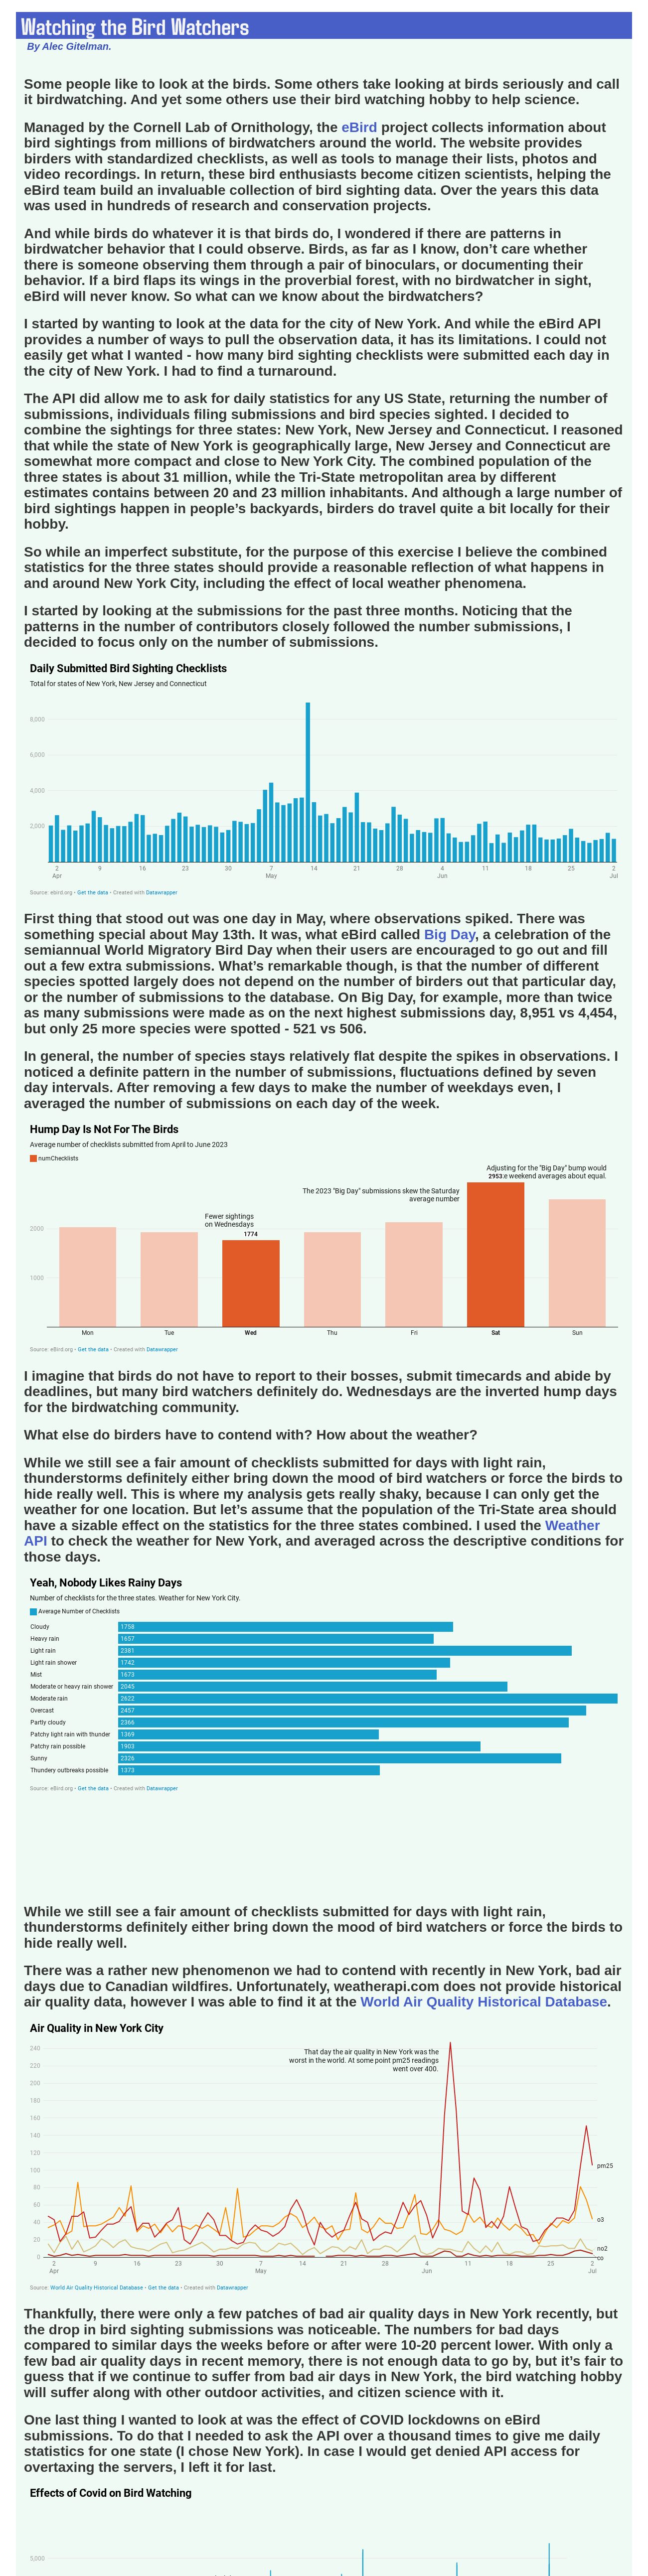 Watching the Bird Watchers
By Alec Gitelman.
Some people like to look at the birds. Some others take looking at birds seriously and call
it birdwatching. And yet some others use their bird watching hobby to help science.
Managed by the Cornell Lab of Ornithology, the eBird project collects information about
bird sightings from millions of birdwatchers around the world. The website provides
birders with standardized checklists, as well as tools to manage their lists, photos and
video recordings. In return, these bird enthusiasts become citizen scientists, helping the
eBird team build an invaluable collection of bird sighting data. Over the years this data
was used in hundreds of research and conservation projects.
And while birds do whatever it is that birds do, I wondered if there are patterns in
birdwatcher behavior that I could observe. Birds, as far as I know, don’t care whether
there is someone observing them through a pair of binoculars, or documenting their
behavior. If a bird flaps its wings in the proverbial forest, with no birdwatcher in sight,
eBird will never know. So what can we know about the birdwatchers?
I started by wanting to look at the data for the city of New York. And while the eBird API
provides a number of ways to pull the observation data, it has its limitations. I could not
easily get what I wanted - how many bird sighting checklists were submitted each day in
the city of New York. I had to find a turnaround.
The API did allow me to ask for daily statistics for any US State, returning the number of
submissions, individuals filing submissions and bird species sighted. I decided to
combine the sightings for three states: New York, New Jersey and Connecticut. I reasoned
that while the state of New York is geographically large, New Jersey and Connecticut are
somewhat more compact and close to New York City. The combined population of the
three states is about 31 million, while the Tri-State metropolitan area by different
estimates contains between 20 and 23 million inhabitants. And although a large number of
bird sightings happen in people’s backyards, birders do travel quite a bit locally for their
hobby.
So while an imperfect substitute, for the purpose of this exercise I believe the combined
statistics for the three states should provide a reasonable reflection of what happens in
and around New York City, including the effect of local weather phenomena.
I started by looking at the submissions for the past three months. Noticing that the
patterns in the number of contributors closely followed the number submissions, I
decided to focus only on the number of submissions.
Daily Submitted Bird Sighting Checklists
Total for states of New York, New Jersey and Connecticut
8,000
6,000
4,000
2,000
2 9 16 23 30 7 14 21 28 4 11 18 25 2
Apr May Jun Jul
Source: ebird.org • Get the data • Created with Datawrapper
First thing that stood out was one day in May, where observations spiked. There was
something special about May 13th. It was, what eBird called Big Day, a celebration of the
semiannual World Migratory Bird Day when their users are encouraged to go out and fill
out a few extra submissions. What’s remarkable though, is that the number of different
species spotted largely does not depend on the number of birders out that particular day,
or the number of submissions to the database. On Big Day, for example, more than twice
as many submissions were made as on the next highest submissions day, 8,951 vs 4,454,
but only 25 more species were spotted - 521 vs 506.
In general, the number of species stays relatively flat despite the spikes in observations. I
noticed a definite pattern in the number of submissions, fluctuations defined by seven
day intervals. After removing a few days to make the number of weekdays even, I
averaged the number of submissions on each day of the week.
Hump Day Is Not For The Birds
Average number of checklists submitted from April to June 2023
numChecklists
Adjusting for the "Big Day" bump would
2953.e weekend averages about equal.
The 2023 "Big Day" submissions skew the Saturday
average number
Fewer sightings
on Wednesdays
1774
2000
1000
Mon Tue Wed Thu Fri Sat Sun
Source: eBird.org • Get the data • Created with Datawrapper
I imagine that birds do not have to report to their bosses, submit timecards and abide by
deadlines, but many bird watchers definitely do. Wednesdays are the inverted hump days
for the birdwatching community.
What else do birders have to contend with? How about the weather?
While we still see a fair amount of checklists submitted for days with light rain,
thunderstorms definitely either bring down the mood of bird watchers or force the birds to
hide really well. This is where my analysis gets really shaky, because I can only get the
weather for one location. But let’s assume that the population of the Tri-State area should
have a sizable effect on the statistics for the three states combined. I used the Weather
API to check the weather for New York, and averaged across the descriptive conditions for
those days.
Yeah, Nobody Likes Rainy Days
Number of checklists for the three states. Weather for New York City.
Average Number of Checklists
Cloudy 1758
Heavy rain 1657
Light rain 2381
Light rain shower 1742
Mist 1673
Moderate or heavy rain shower 2045
Moderate rain 2622
Overcast 2457
Partly cloudy 2366
Patchy light rain with thunder 1369
Patchy rain possible 1903
Sunny 2326
Thundery outbreaks possible 1373
Source: eBird.org • Get the data • Created with Datawrapper
While we still see a fair amount of checklists submitted for days with light rain,
thunderstorms definitely either bring down the mood of bird watchers or force the birds to
hide really well.
There was a rather new phenomenon we had to contend with recently in New York, bad air
days due to Canadian wildfires. Unfortunately, weatherapi.com does not provide historical
air quality data, however I was able to find it at the World Air Quality Historical Database.
Air Quality in New York City
That day the air quality in New York was the
worst in the world. At some point pm25 readings
went over 400.
240
220
200
180
160
140
120
100
80
60
40
20
0
pm25
o3
no2
co
2 9 16 23 30 7 14 21 28 4 11 18 25 2
Apr May Jun Jul
Source: World Air Quality Historical Database • Get the data • Created with Datawrapper
Thankfully, there were only a few patches of bad air quality days in New York recently, but
the drop in bird sighting submissions was noticeable. The numbers for bad days
compared to similar days the weeks before or after were 10-20 percent lower. With only a
few bad air quality days in recent memory, there is not enough data to go by, but it’s fair to
guess that if we continue to suffer from bad air days in New York, the bird watching hobby
will suffer along with other outdoor activities, and citizen science with it.
One last thing I wanted to look at was the effect of COVID lockdowns on eBird
submissions. To do that I needed to ask the API over a thousand times to give me daily
statistics for one state (I chose New York). In case I would get denied API access for
overtaxing the servers, I left it for last.
Effects of Covid on Bird Watching
5,000